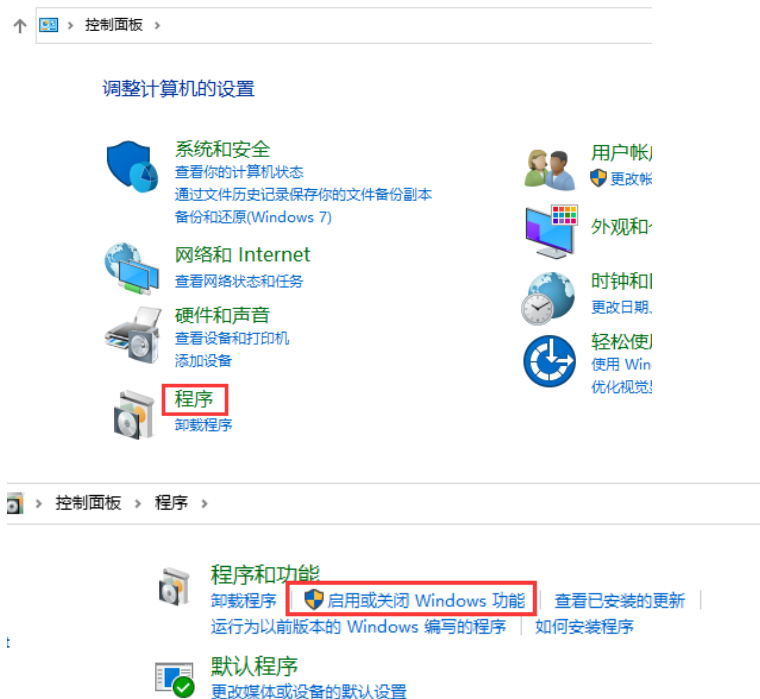 控制面板
调整计算机的设置
系统和安全
查看你的计算机状态
通过文件历史记录保存你的文件备份副本
备份和还原(Windows 7)
网络和 Internet
查看网络状态和任务
硬件和声音
查看设备和打印机
添加设备
程序
卸载程序
用户帐
更改帐
外观和
时钟和
更改日期、
轻松使
使用 Win
优化视觉
控制面板 程序
程序和功能
卸载程序 启用或关闭 Windows 功能 查看已安装的更新
运行为以前版本的 Windows 编写的程序 如何安装程序
t
默认程序
更改媒体或设备的默认设置